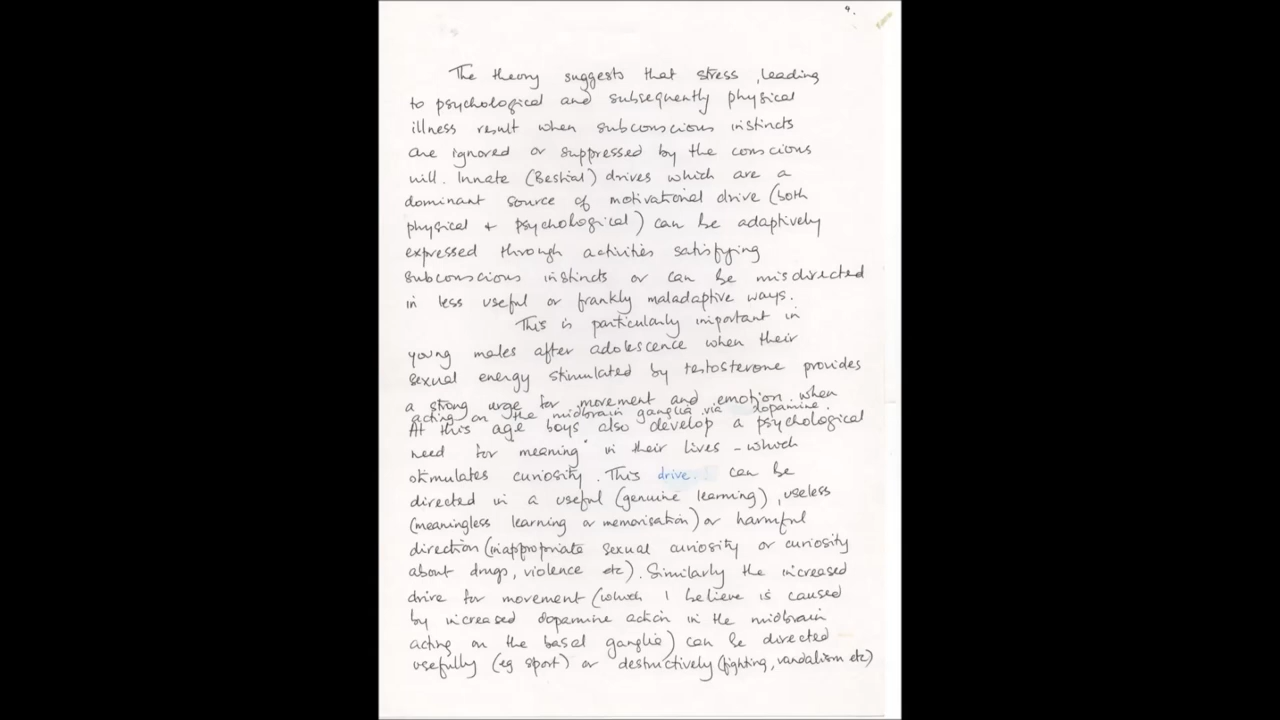 9.
The theory suggests that stress, leading
to psychological and subsequently physical
illness result when subconscious instincts
are ignored or suppressed by the conscious
will. Innate (Bestial) drives which are a
dominant source of motivational drive (both
physical + psychological) can be adaptively
expressed through activities satisfying
subconscious instincts or can be misdirected
in less useful or frankly maladaptive ways.
This is particularly important in
young males after adolescence when their
sexual energy stimulated by testosterone provides
a strong urge for movement and emotion when
acting on the midbrain ganglia via dopamine.
At this age boys also develop a psychological
need "for meaning" in their lives - which
stimulates curiosity. This drive can be
directed in a useful (genuine learning), useless
(meaningless learning or memorisation) or harmful
direction (inappropriate sexual curiosity or curiosity
about drugs, violence etc). Similarly the increased
drive for movement (which I believe is caused
by increased dopamine action in the midbrain
acting on the basal ganglia) can be directed
usefully (eg sport) or destructively (fighting, vandalism etc)